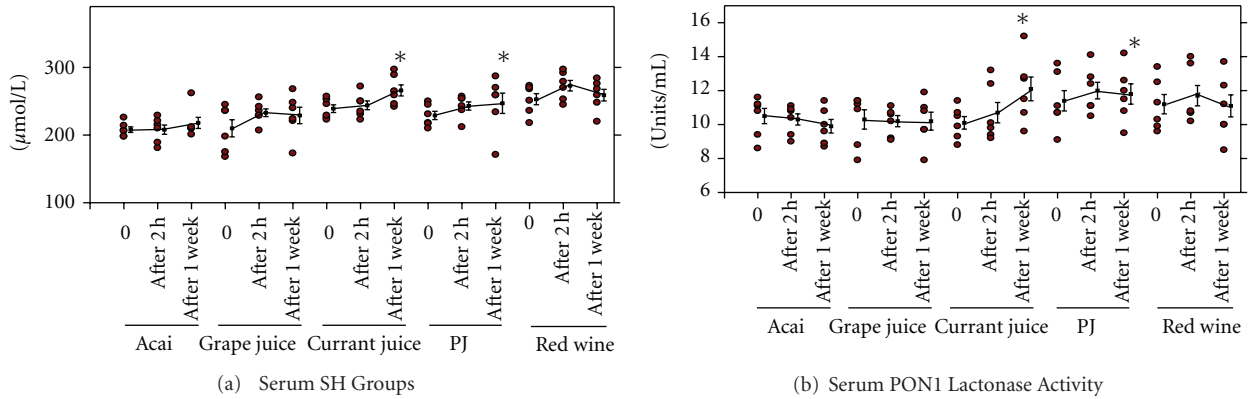 (μmol/L)
300
200
100
*
*
0
After 2 h
After 1 week
0
After 2 h
After 1 week
0
After 2 h
After 1 week
0
After 2 h
After 1 week
0
After 2 h
After 1 week
Acai
Grape juice
Currant juice
PJ
Red wine
(a) Serum SH Groups
(Units/mL)
16
14
12
10
8
6
*
*
0
After 2 h
After 1 week
0
After 2 h
After 1 week
0
After 2 h
After 1 week
0
After 2 h
After 1 week
0
After 2 h
After 1 week
Acai
Grape juice
Currant juice
PJ
Red wine
(b) Serum PON1 Lactonase Activity